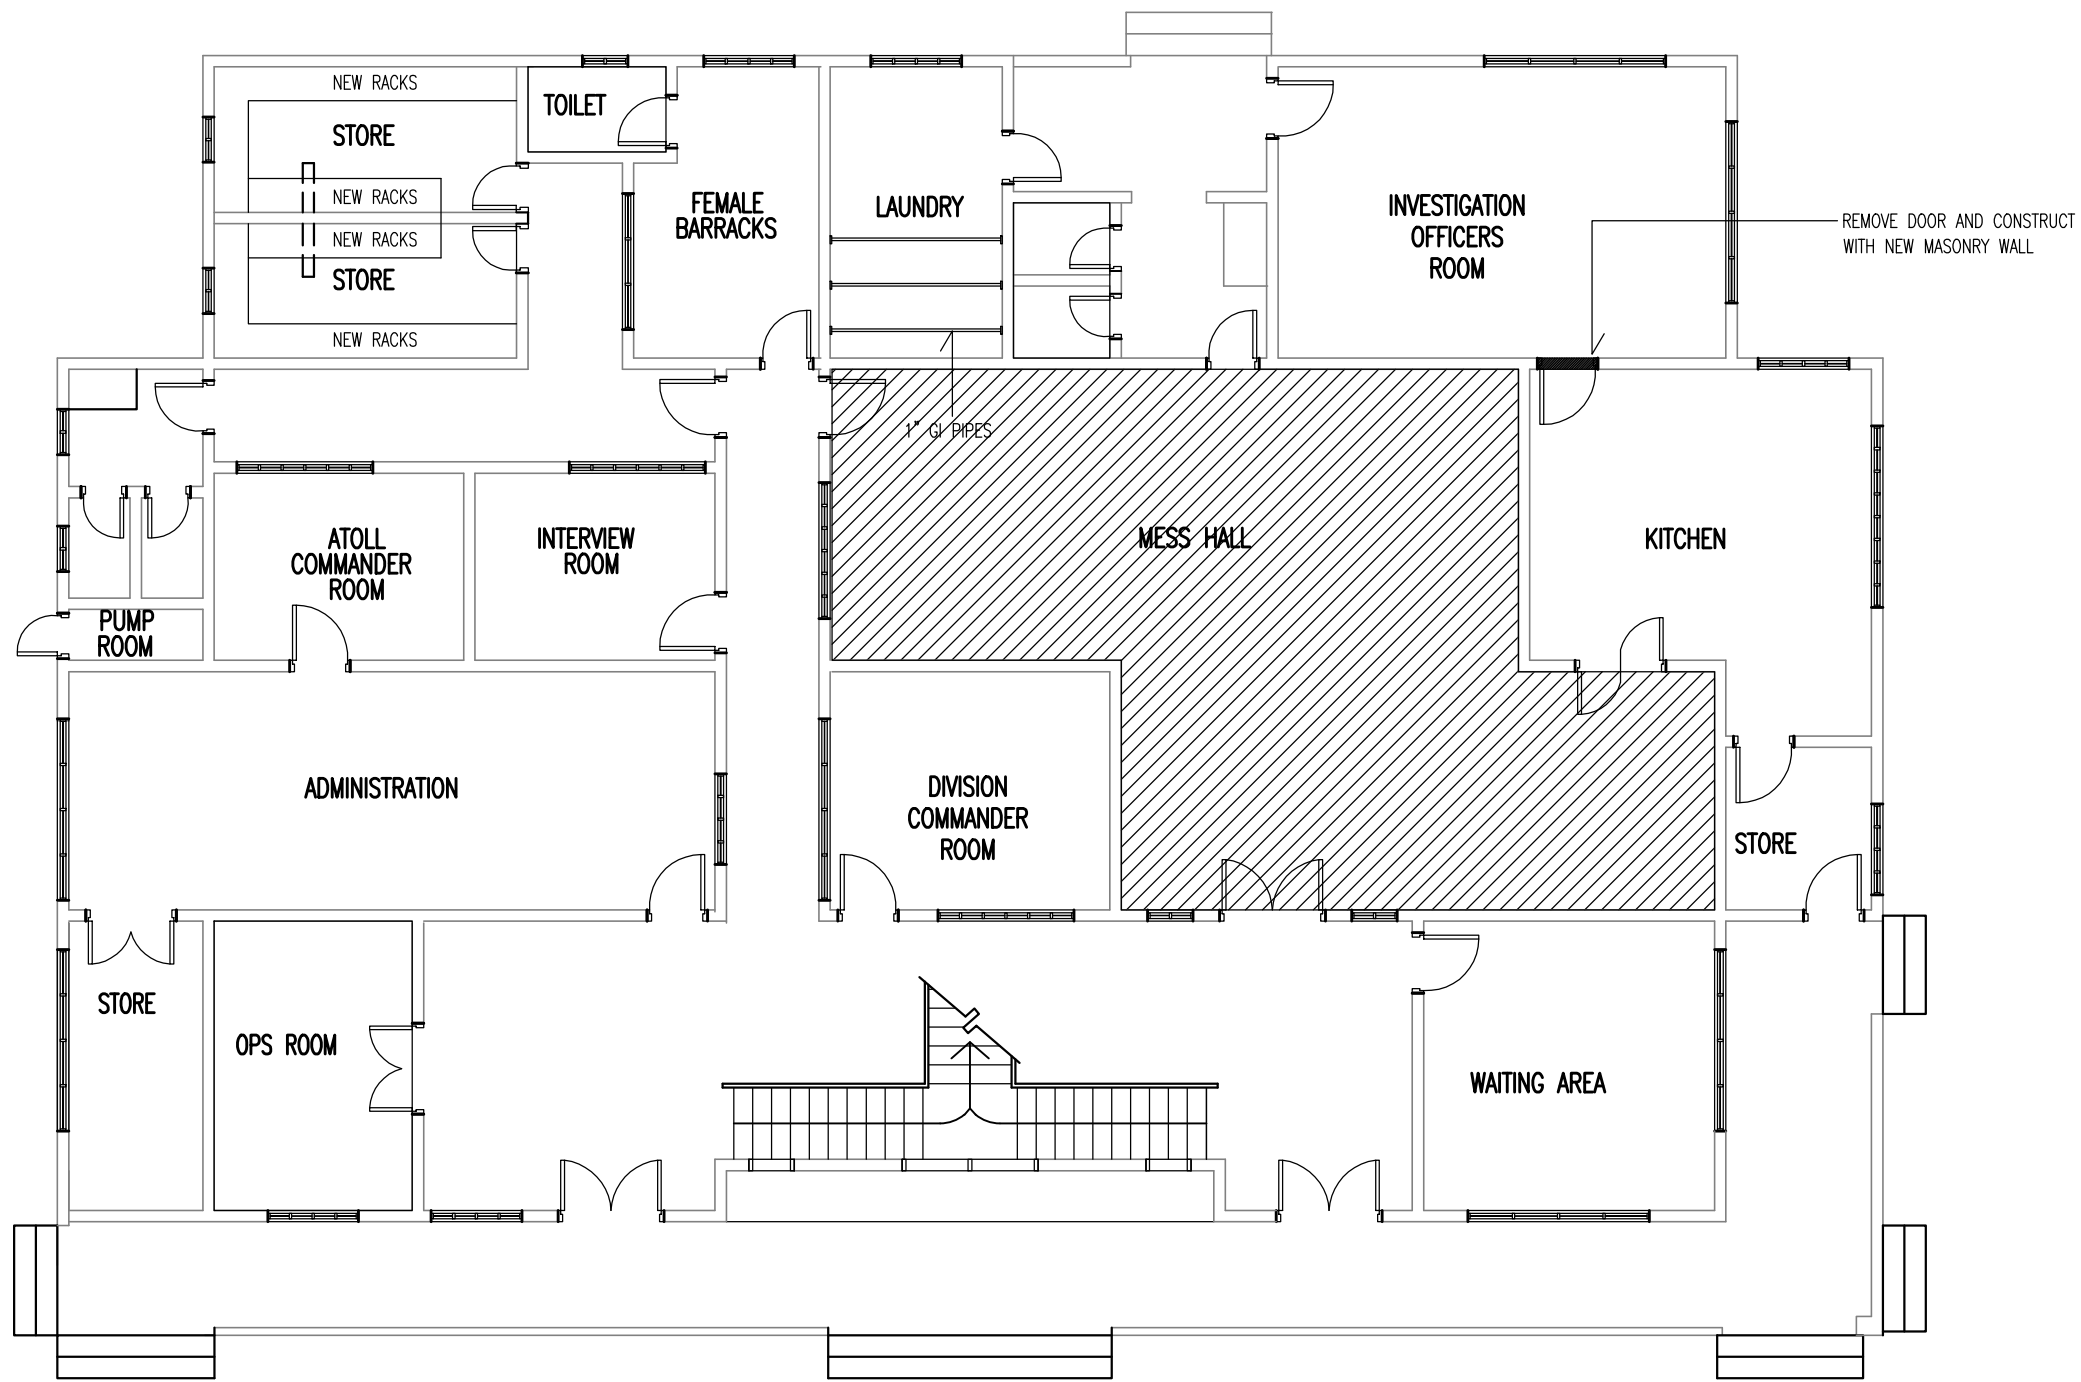 NEW RACKS
STORE
TOILET
NEW RACKS
FEMALE
BARRACKS
LAUNDRY
INVESTIGATION
OFFICERS
ROOM
REMOVE DOOR AND CONSTRUCT
WITH NEW MASONRY WALL
NEW RACKS
STORE
NEW RACKS
1" GI PIPES
ATOLL
COMMANDER
ROOM
INTERVIEW
ROOM
MESS HALL
KITCHEN
PUMP
ROOM
ADMINISTRATION
DIVISION
COMMANDER
ROOM
STORE
STORE
OPS ROOM
WAITING AREA